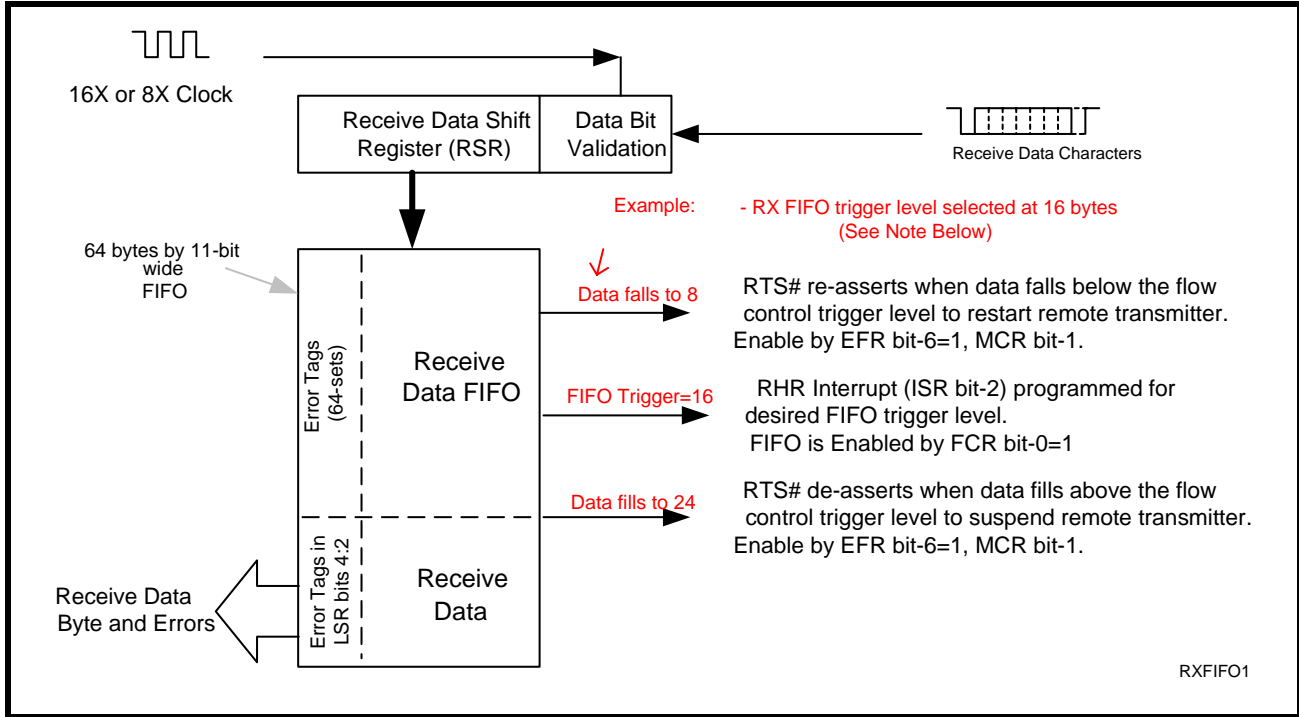 16X or 8X Clock
Receive Data Shift
Register (RSR)
Data Bit
Validation
Receive Data Characters
Example:
- RX FIFO trigger level selected at 16 bytes
(See Note Below)
64 bytes by 11-bit
wide
FIFO
Data falls to 8
RTS# re-asserts when data falls below the flow
control trigger level to restart remote transmitter.
Enable by EFR bit-6=1, MCR bit-1.
Error Tags
(64-sets)
Receive
Data FIFO
FIFO Trigger=16
RHR Interrupt (ISR bit-2) programmed for
desired FIFO trigger level.
FIFO is Enabled by FCR bit-0=1
Data fills to 24
RTS# de-asserts when data fills above the flow
control trigger level to suspend remote transmitter.
Enable by EFR bit-6=1, MCR bit-1.
Error Tags in
LSR bits 4:2
Receive
Data
Receive Data
Byte and Errors
RXFIFO1